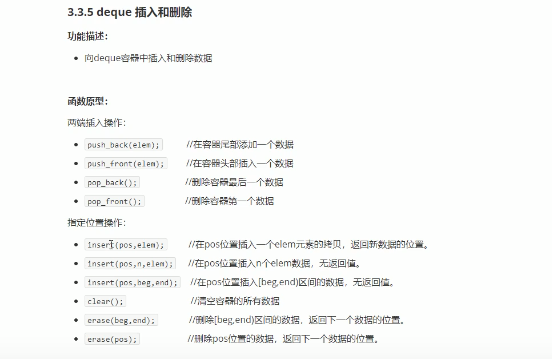 3.3.5 deque 插入和删除
功能描述:
向deque容器中插入和删除数据
函数原型:
两端插入操作:
push_back(elem); //在容器尾部添加一个数据
push_front(elem); //在容器头部插入一个数据
pop_back(); //删除容器最后一个数据
pop_front(); //删除容器第一个数据
指定位置操作:
insert(pos,elem); //在pos位置插入一个elem元素的拷贝，返回新数据的位置。
insert(pos,n,elem); //在pos位置插入n个elem数据，无返回值。
insert(pos,beg,end); //在pos位置插入[beg,end)区间的数据，无返回值。
clear(); //清空容器的所有数据
erase(beg,end); //删除[beg,end)区间的数据，返回下一个数据的位置。
erase(pos); //删除pos位置的数据，返回下一个数据的位置。